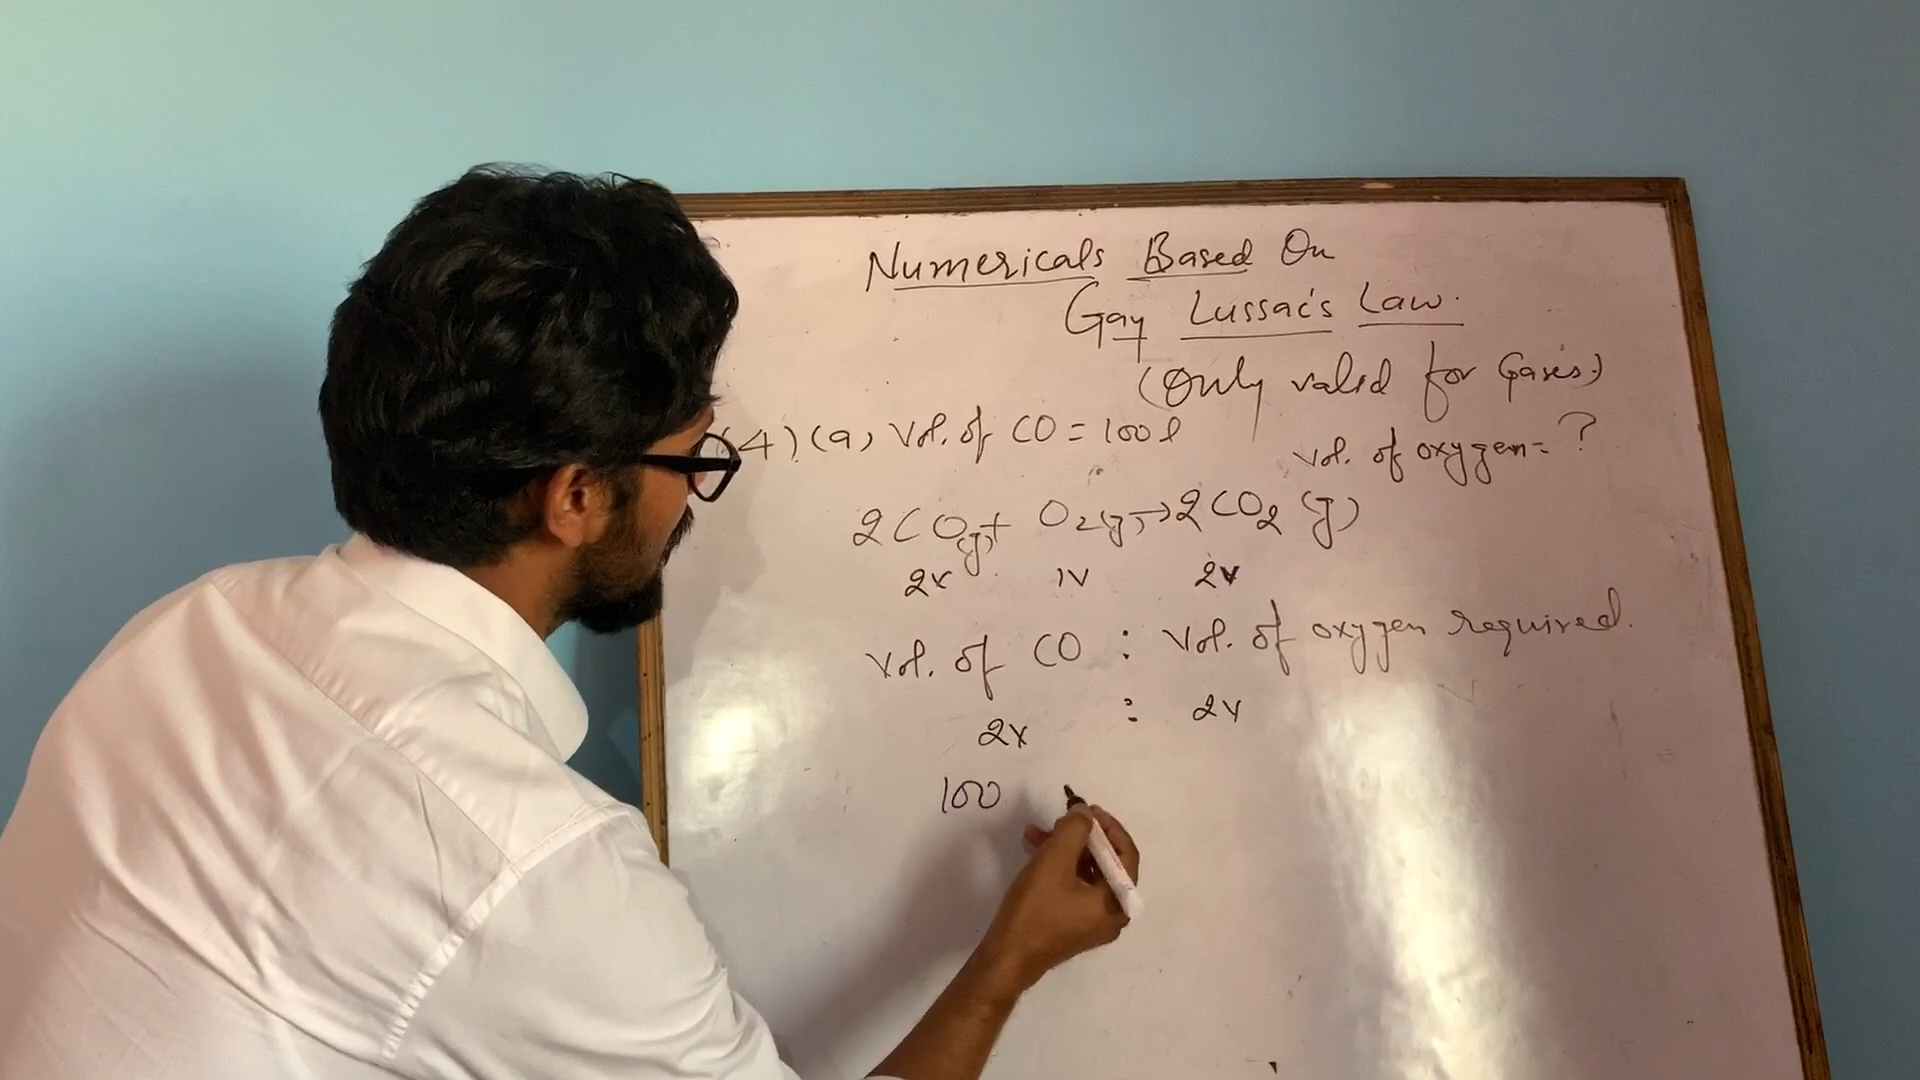 Numericals Based On
Gay Lussac's Law.
(Only valid for Gases.)
(4) (a) Vol. of CO = 100 l
Vol. of oxygen = ?
2CO(g) + O2(g) → 2CO2 (g)
2V 1V 2V
Vol. of CO : Vol. of oxygen required.
2V : 2V
100